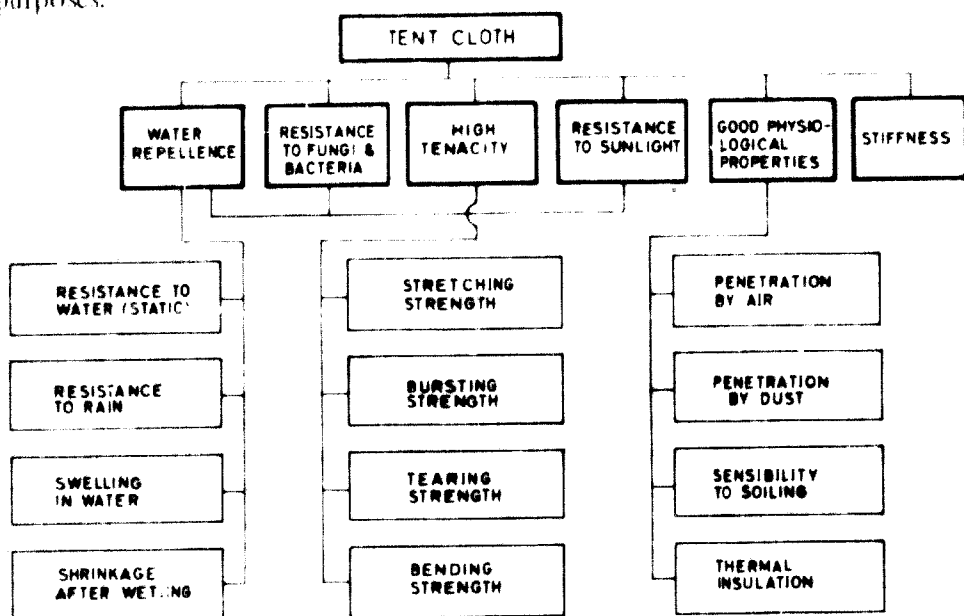 purposes.
TENT CLOTH
WATER
REPELLENCE
RESISTANCE
TO FUNGI &
BACTERIA
HIGH
TENACITY
RESISTANCE
TO SUNLIGHT
GOOD PHYSIO-
LOGICAL
PROPERTIES
STIFFNESS
RESISTANCE TO
WATER (STATIC)
RESISTANCE
TO RAIN
SWELLING
IN WATER
SHRINKAGE
AFTER WETTING
STRETCHING
STRENGTH
BURSTING
STRENGTH
TEARING
STRENGTH
BENDING
STRENGTH
PENETRATION
BY AIR
PENETRATION
BY DUST
SENSIBILITY
TO SOILING
THERMAL
INSULATION